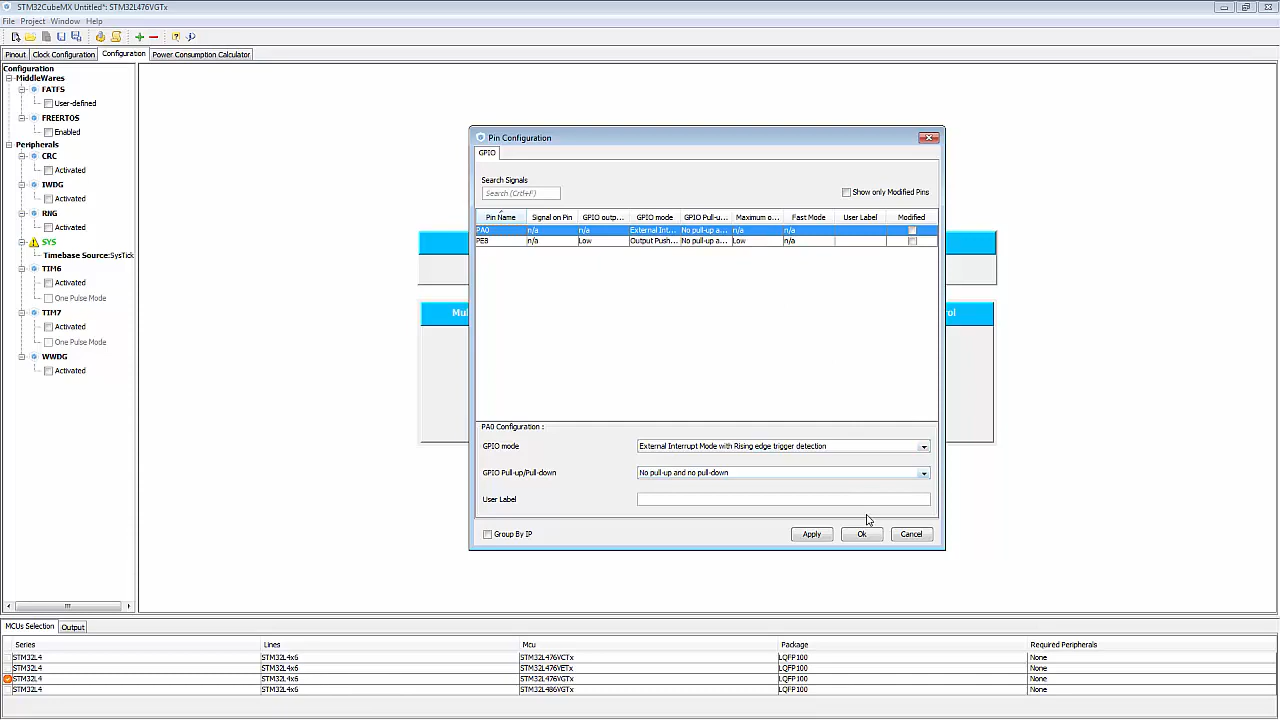 STM32CubeMX Untitled*: STM32L476VGTx
File Project Window Help
Pinout Clock Configuration Configuration Power Consumption Calculator
Configuration
MiddleWares
FATFS
User-defined
FREERTOS
Enabled
Peripherals
CRC
Activated
IWDG
Activated
RNG
Activated
SYS
Timebase Source:SysTick
TIM6
Activated
One Pulse Mode
TIM7
Activated
One Pulse Mode
WWDG
Activated
Mul
rol
Pin Configuration
GPIO
Search Signals
Search (Crtl+F)
Show only Modified Pins
Pin Name Signal on Pin GPIO outp... GPIO mode GPIO Pull-u... Maximum o... Fast Mode User Label Modified
PA0 n/a n/a External Int... No pull-up a... n/a n/a
PE8 n/a Low Output Push... No pull-up a... Low n/a
PA0 Configuration :
GPIO mode External Interrupt Mode with Rising edge trigger detection
GPIO Pull-up/Pull-down No pull-up and no pull-down
User Label
Group By IP Apply Ok Cancel
MCUs Selection Output
Series Lines Mcu Package Required Peripherals
STM32L4 STM32L4x6 STM32L476VCTx LQFP100 None
STM32L4 STM32L4x6 STM32L476VETx LQFP100 None
STM32L4 STM32L4x6 STM32L476VGTx LQFP100 None
STM32L4 STM32L4x6 STM32L486VGTx LQFP100 None